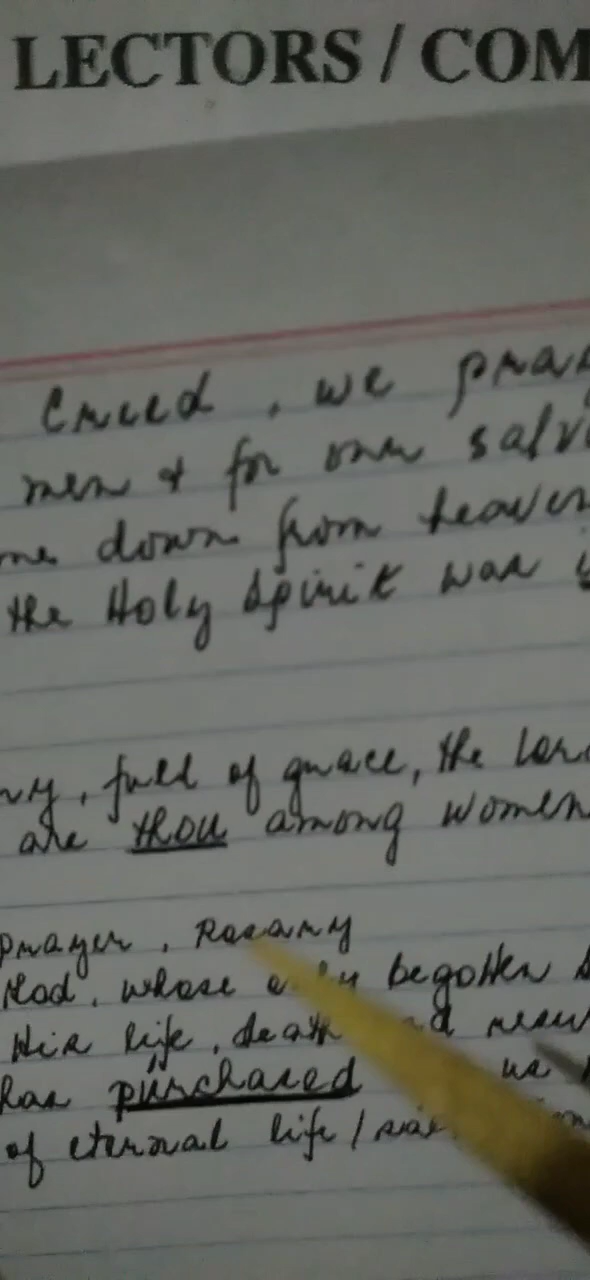 LECTORS / COM
Creed, we pray
men & for our salv
me down from heaven
the Holy Spirit was
ry, full of grace, the Lord
are thou among women
prayer, Rosary
God, whose begotten
His life, death
has purchased us
of eternal life /